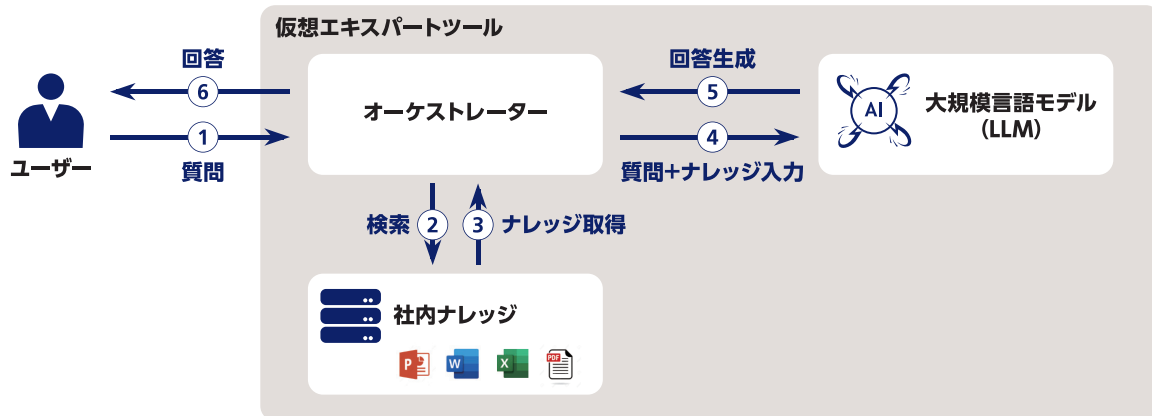 仮想エキスパートツール
回答
6
1
質問
ユーザー
オーケストレーター
回答生成
5
4
質問+ナレッジ入力
AI
大規模言語モデル
(LLM)
検索
2
3
ナレッジ取得
社内ナレッジ
P
W
X
PDF